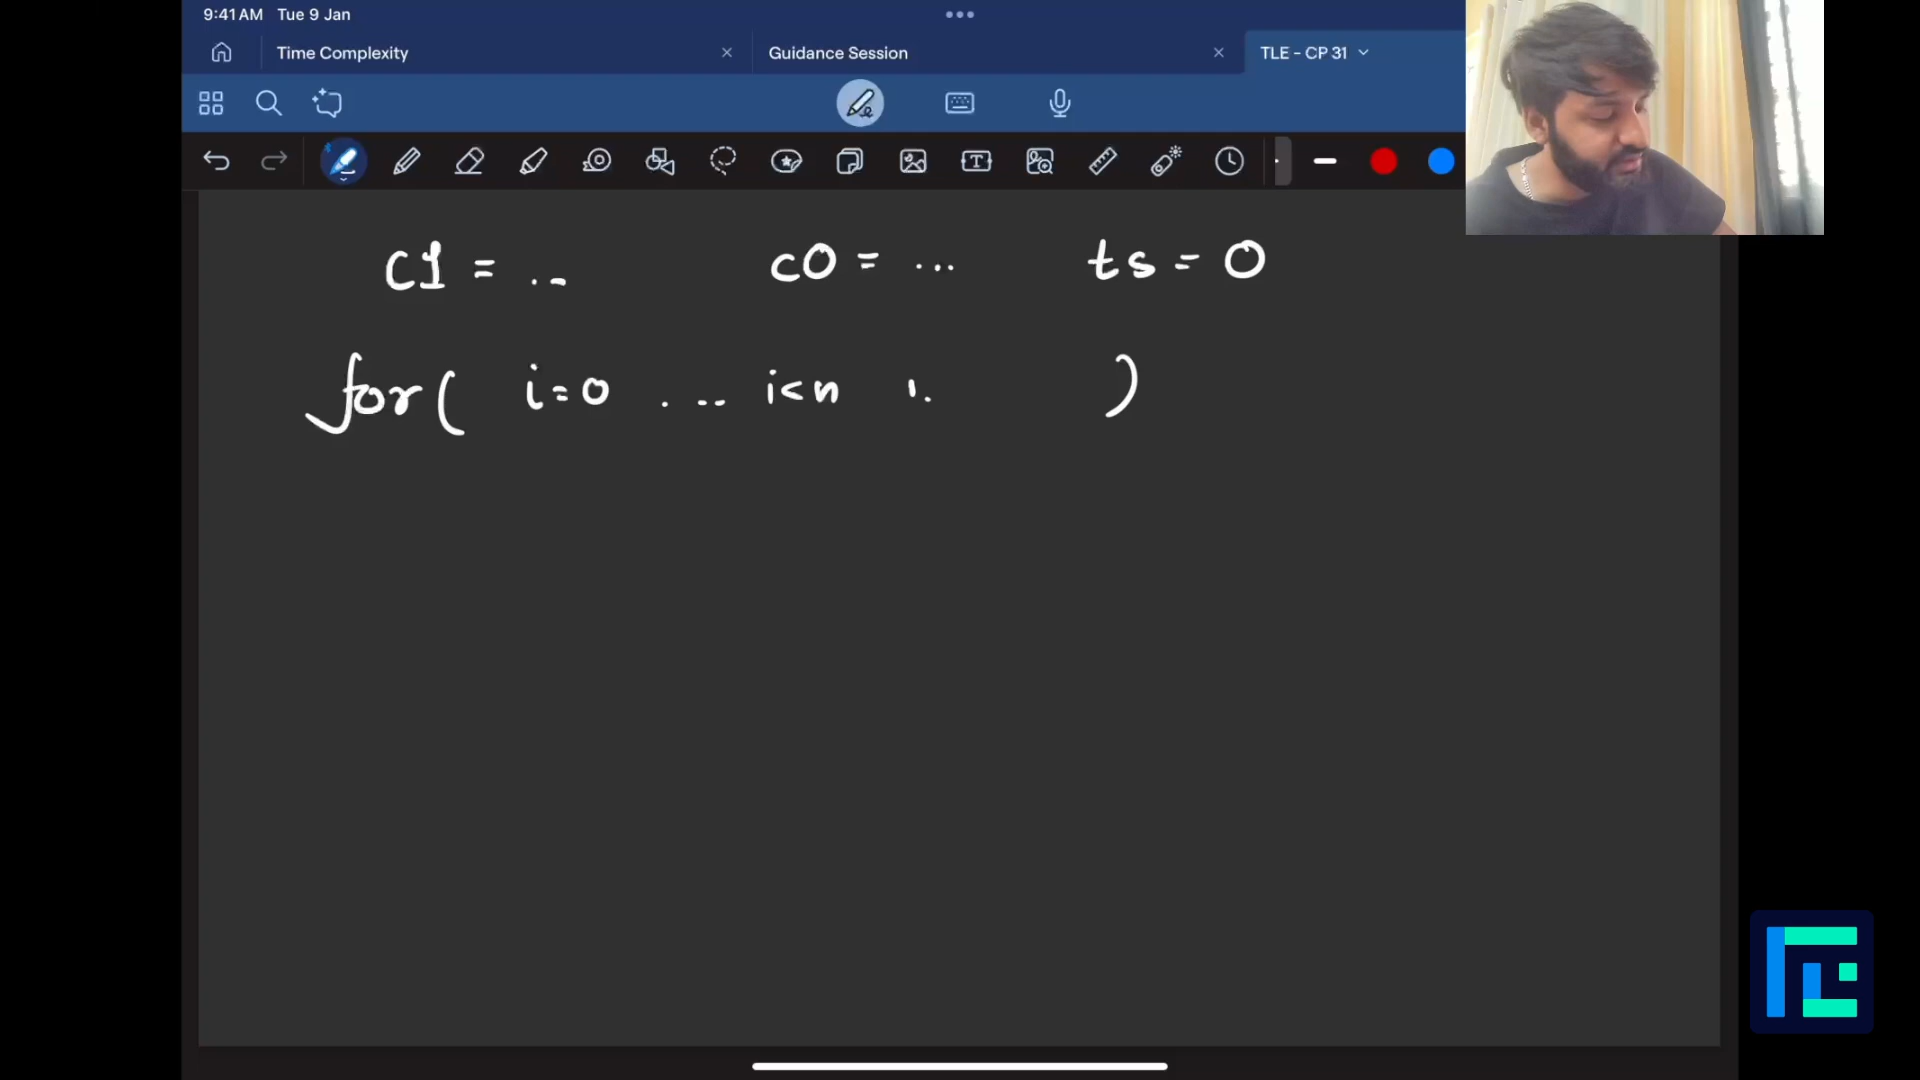 9:41 AM Tue 9 Jan
Time Complexity Guidance Session TLE - CP 31
C1 = .. c0 = ... ts = 0
for( i=0 ... i<n .. )